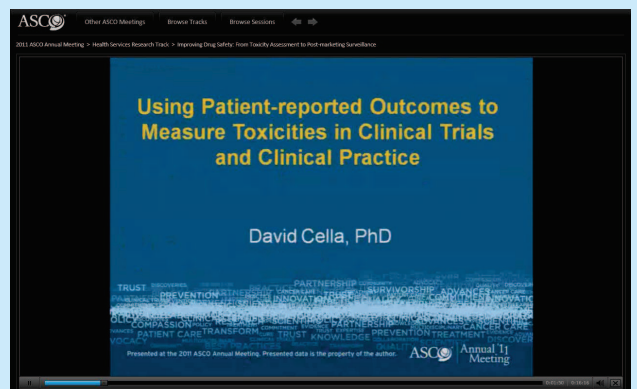 ASCO Other ASCO Meetings Browse Tracks Browse Sessions
2011 ASCO Annual Meeting > Health Services Research Track > Improving Drug Safety: From Toxicity Assessment to Post-marketing Surveillance
Using Patient-reported Outcomes to
Measure Toxicities in Clinical Trials
and Clinical Practice
David Cella, PhD
PARTNERSHIP
TRUST
SURVIVORSHIP ADVANCES
PREVENTION
INNOVATION
COMPASSION
PARTNERSHIP
PATIENT CARE TRANSFORM
TRUST KNOWLEDGE PREVENTION TREATMENT DISCOVER
Presented at the 2011 ASCO Annual Meeting. Presented data is the property of the author. ASCO Annual '11
Meeting